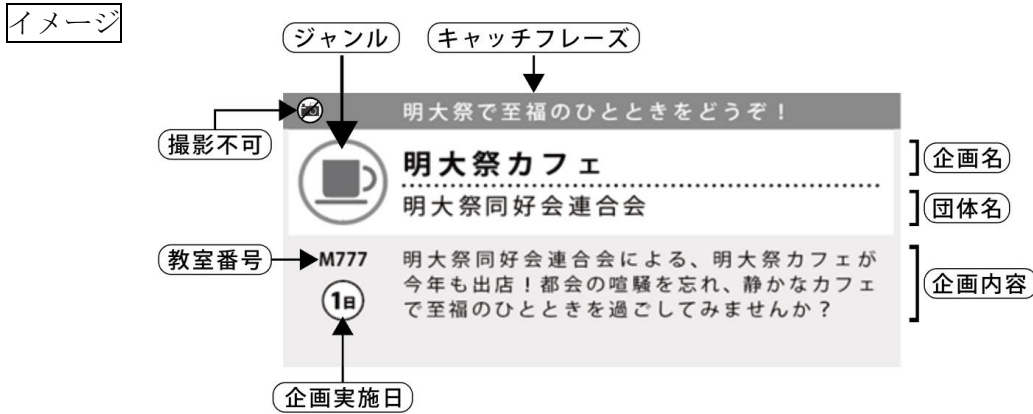 イメージ
ジャンル
キャッチフレーズ
明大祭で至福のひとときをどうぞ！
撮影不可
明大祭カフェ
企画名
明大祭同好会連合会
団体名
教室番号
M777
1日
明大祭同好会連合会による、明大祭カフェが
今年も出店！都会の喧騒を忘れ、静かなカフェ
で至福のひとときを過ごしてみませんか？
企画内容
企画実施日